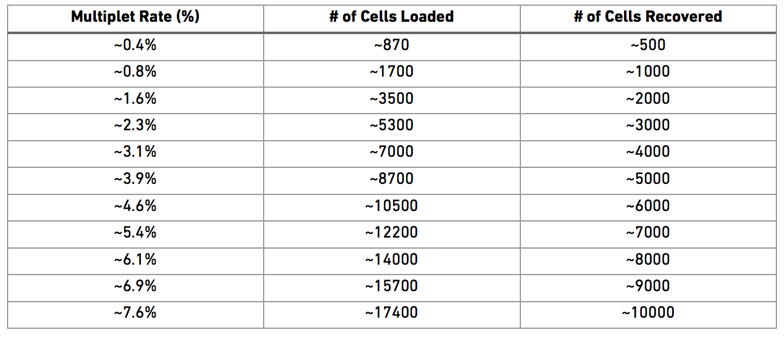 Multiplet Rate (%) # of Cells Loaded # of Cells Recovered
~0.4% ~870 ~500
~0.8% ~1700 ~1000
~1.6% ~3500 ~2000
~2.3% ~5300 ~3000
~3.1% ~7000 ~4000
~3.9% ~8700 ~5000
~4.6% ~10500 ~6000
~5.4% ~12200 ~7000
~6.1% ~14000 ~8000
~6.9% ~15700 ~9000
~7.6% ~17400 ~10000